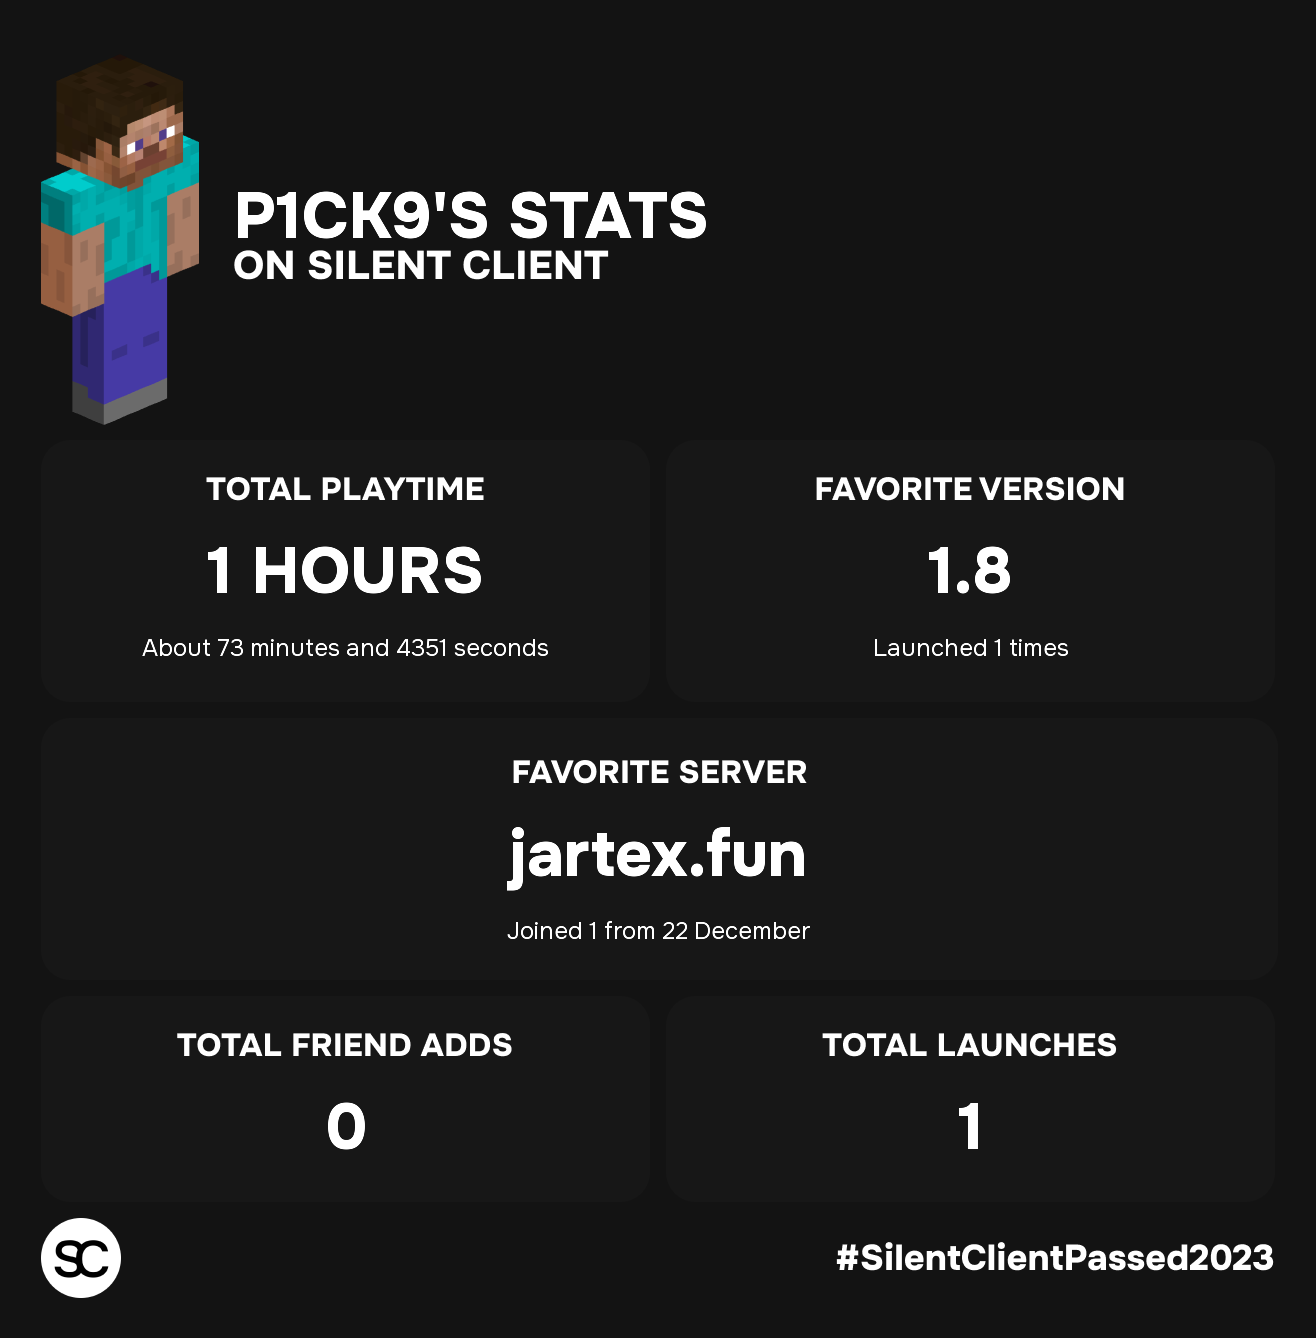 P1CK9'S STATS
ON SILENT CLIENT
TOTAL PLAYTIME
1 HOURS
About 73 minutes and 4351 seconds
FAVORITE VERSION
1.8
Launched 1 times
FAVORITE SERVER
jartex.fun
Joined 1 from 22 December
TOTAL FRIEND ADDS
0
TOTAL LAUNCHES
1
SC
#SilentClientPassed2023